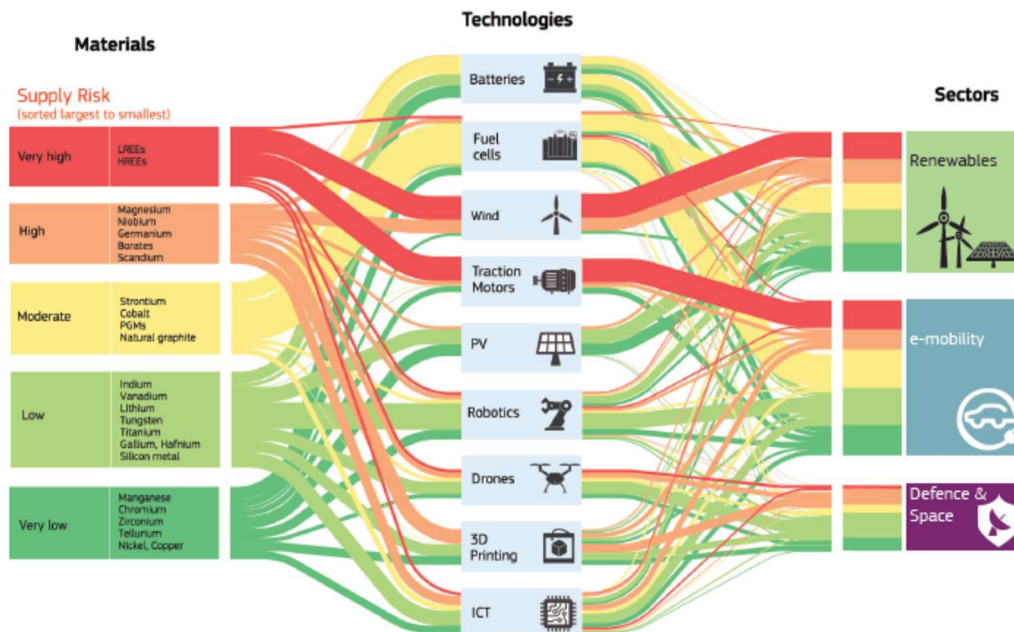 Technologies
Materials
Sectors
Supply Risk
(sorted largest to smallest)
Very high
LREEs
HREEs
High
Magnesium
Niobium
Germanium
Borates
Scandium
Moderate
Strontium
Cobalt
PGMs
Natural graphite
Low
Indium
Vanadium
Lithium
Tungsten
Titanium
Gallium, Hafnium
Silicon metal
Very low
Manganese
Chromium
Zirconium
Tellurium
Nickel, Copper
Batteries
Fuel
cells
Wind
Traction
Motors
PV
Robotics
Drones
3D
Printing
ICT
Renewables
e-mobility
Defence &
Space